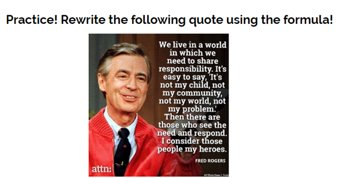 Practice! Rewrite the following quote using the formula!
We live in a world
in which we
need to share
responsibility. It's
easy to say, 'It's
not my child, not
my community,
not my world, not
my problem.'
Then there are
those who see the
need and respond.
I consider those
people my heroes.
FRED ROGERS
attn: